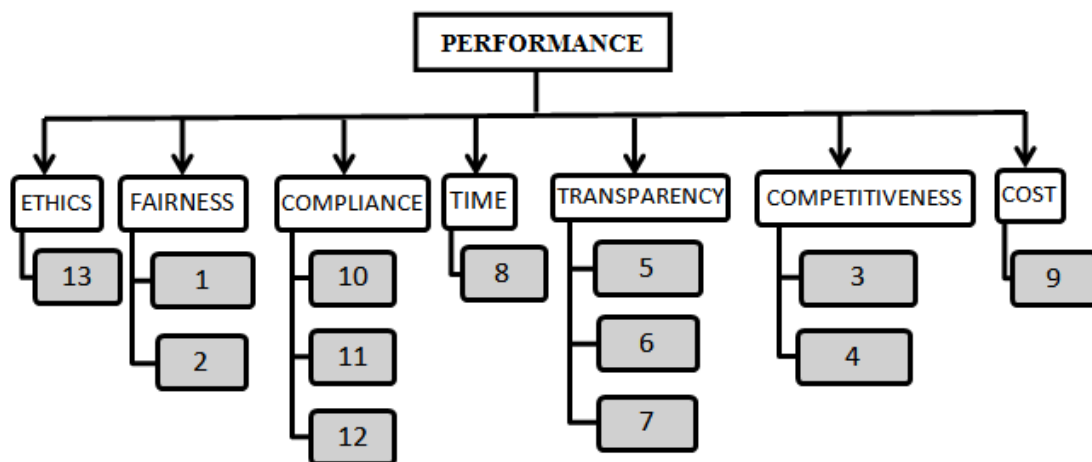 PERFORMANCE
ETHICS
FAIRNESS
COMPLIANCE
TIME
TRANSPARENCY
COMPETITIVENESS
COST
13
1
10
8
5
3
9
2
11
6
4
12
7